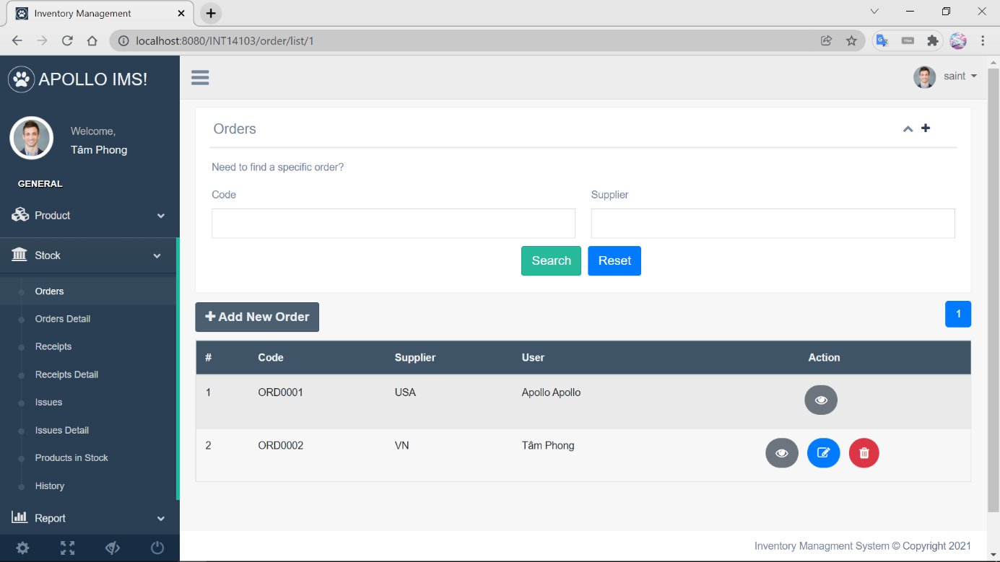 Inventory Management
localhost:8080/INT14103/order/list/1
APOLLO IMS!
saint
Welcome,
Tâm Phong
GENERAL
Product
Stock
Orders
Orders Detail
Receipts
Receipts Detail
Issues
Issues Detail
Products in Stock
History
Report
Orders
Need to find a specific order?
Code Supplier
Search Reset
Add New Order 1
# Code Supplier User Action
1 ORD0001 USA Apollo Apollo
2 ORD0002 VN Tâm Phong
Inventory Managment System © Copyright 2021